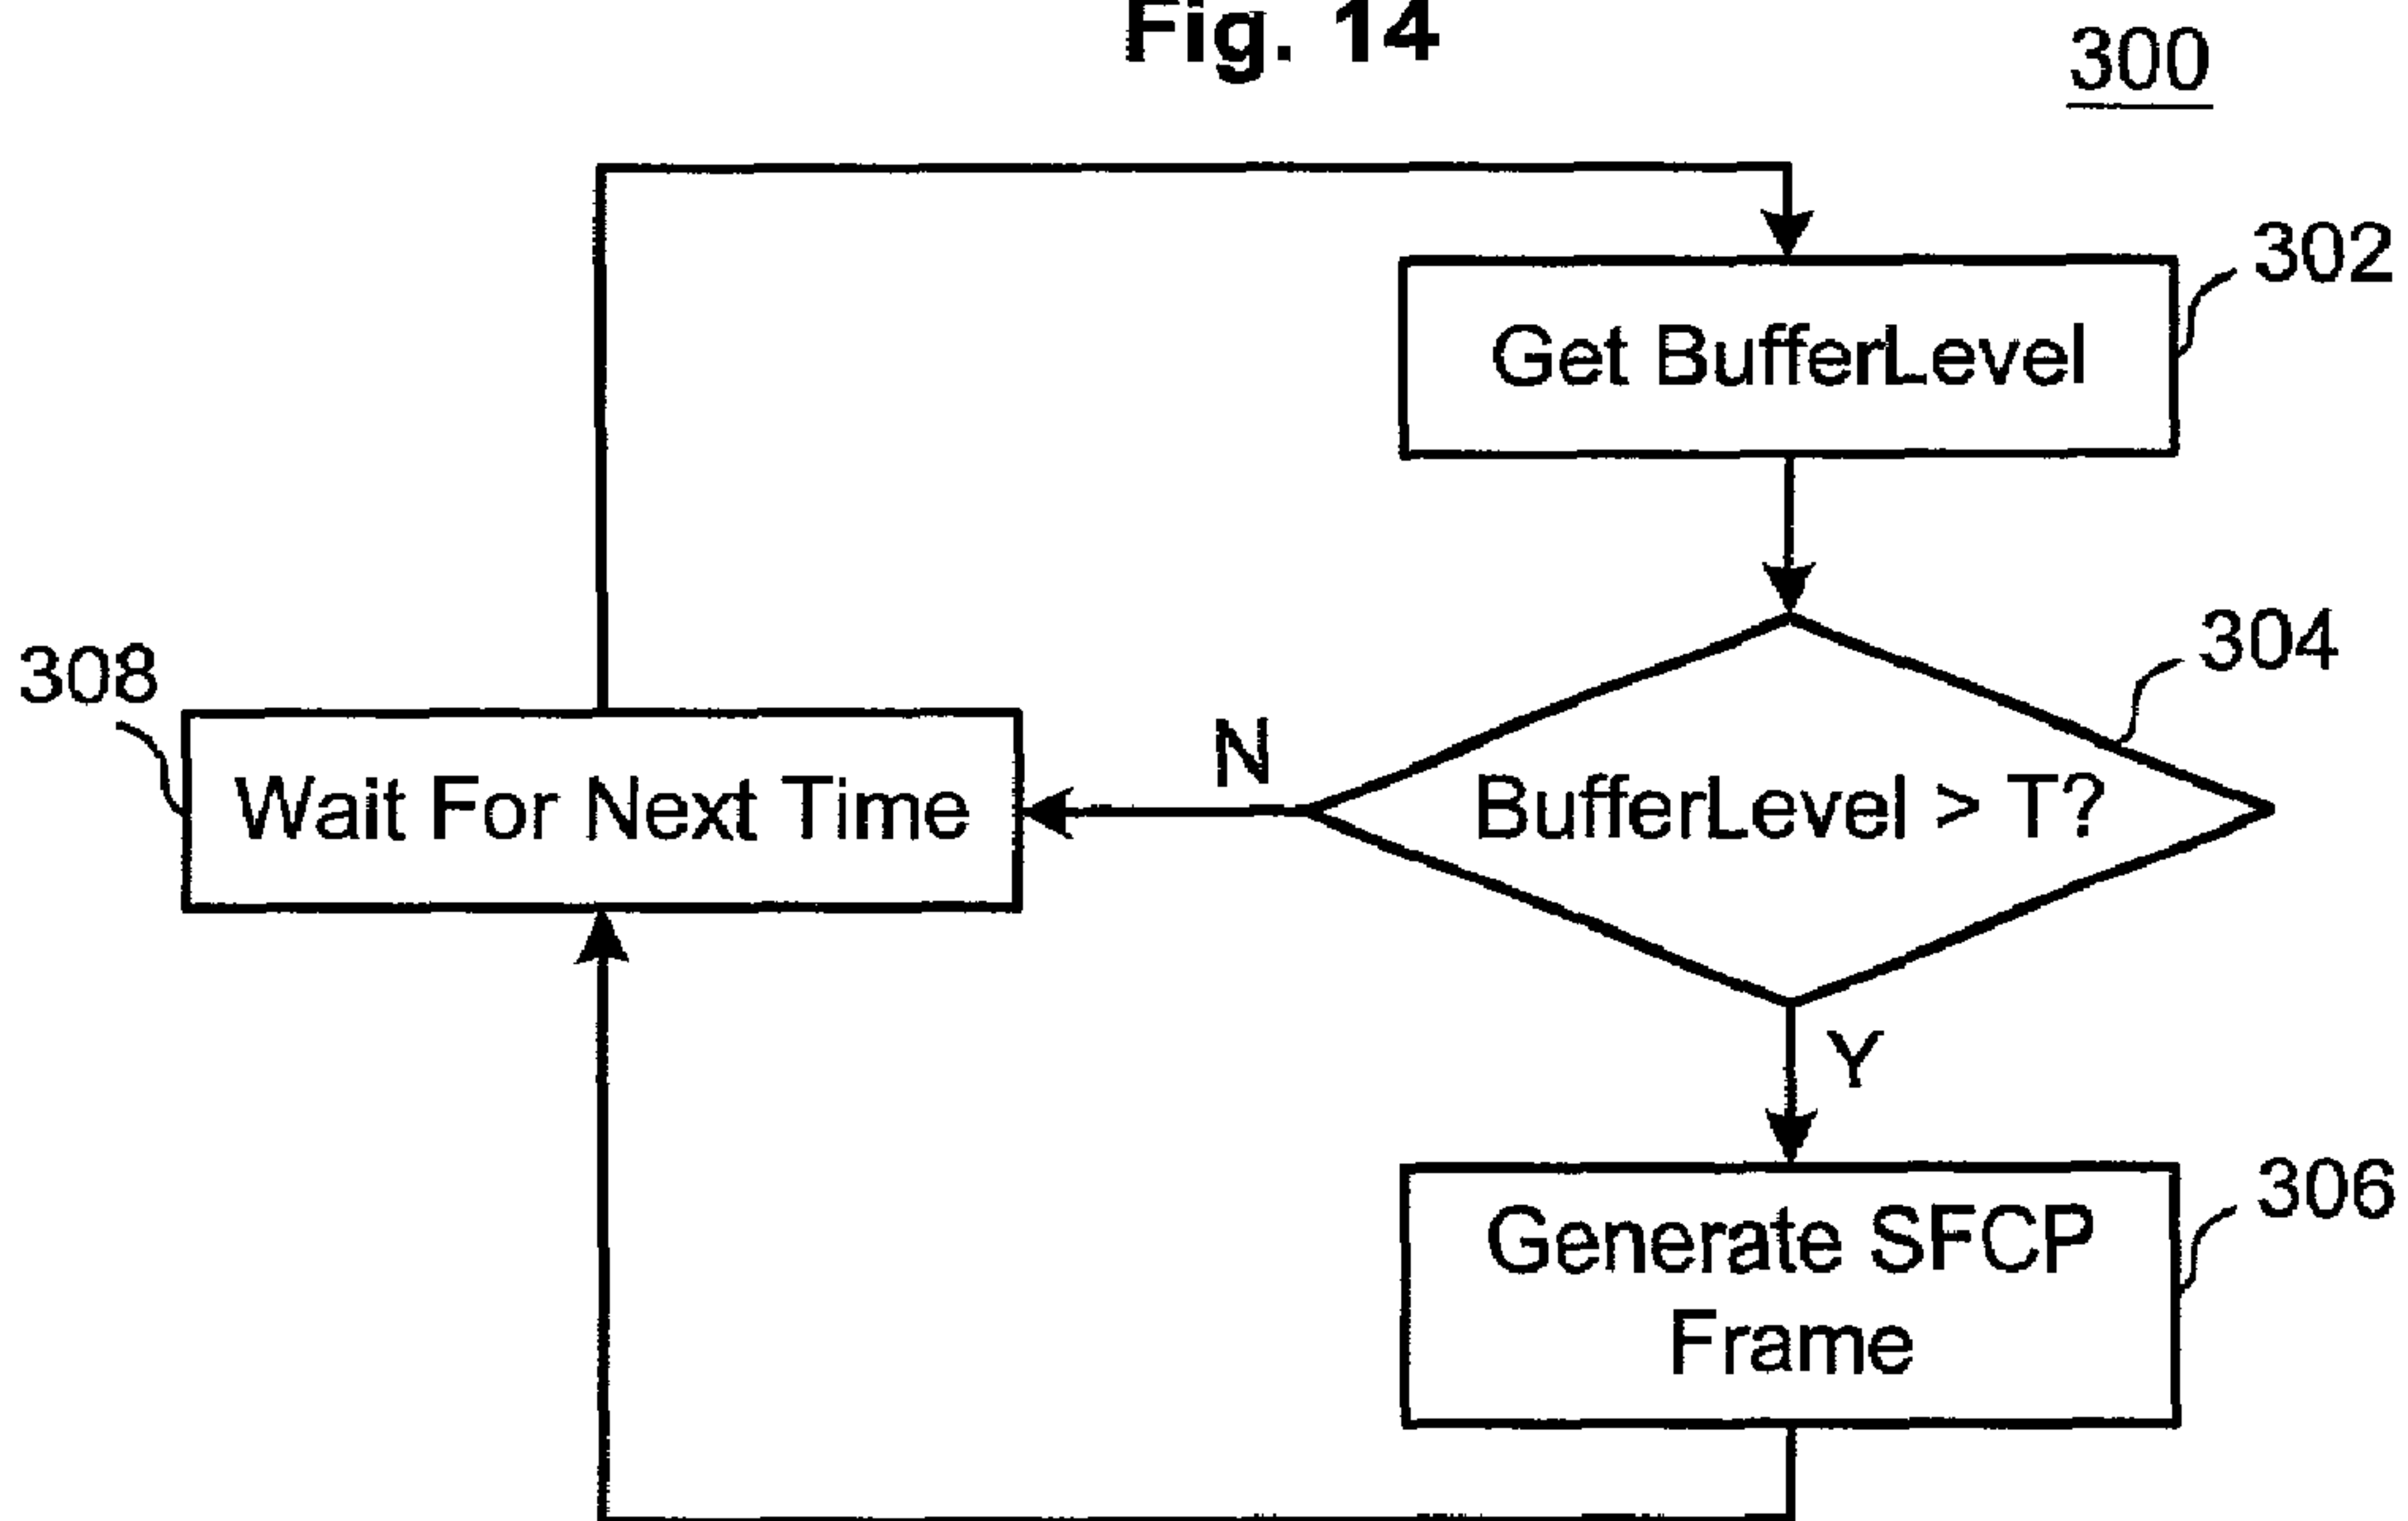 Fig. 14
300
302
Get BufferLevel
304
308
N
Wait For Next Time
BufferLevel > T?
Y
306
Generate SFCP
Frame